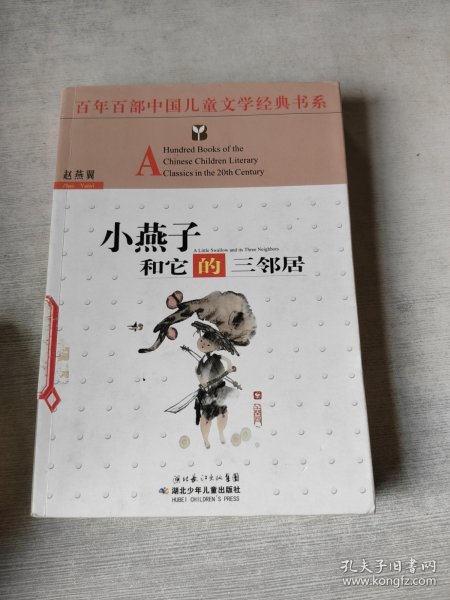 百年百部中国儿童文学经典书系
A Hundred Books of the
Chinese Children Literary
Classics in the 20th Century
赵燕翼
Zhao Yanyi
小燕子
A Little Swallow and its Three Neighbors
和它的三邻居
湖北长江出版集团
湖北少年儿童出版社
HUBEI CHILDREN'S PRESS
孔夫子旧书网
www.kongfz.com